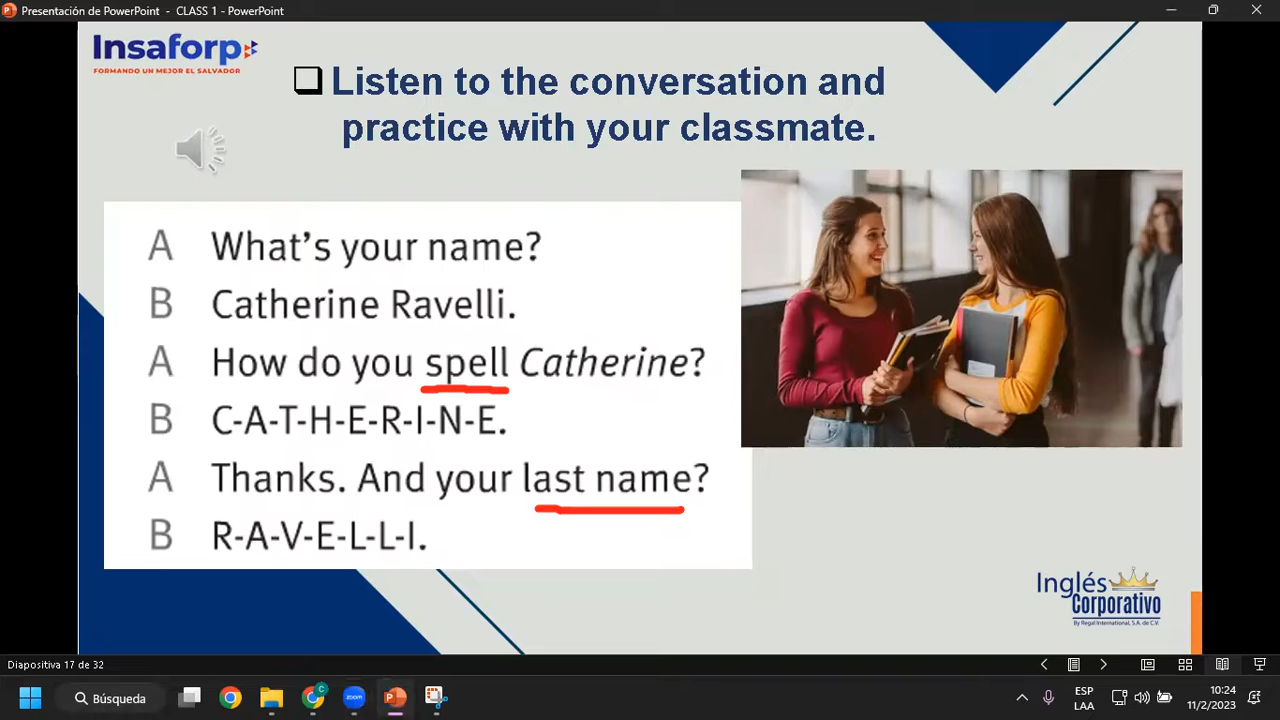 Presentación de PowerPoint - CLASS 1 - PowerPoint
Insaforp
FORMANDO UN MEJOR EL SALVADOR
Listen to the conversation and
practice with your classmate.
A What's your name?
B Catherine Ravelli.
A How do you spell Catherine?
B C-A-T-H-E-R-I-N-E.
A Thanks. And your last name?
B R-A-V-E-L-L-I.
Inglés
Corporativo
By Regal International, S.A. de C.V.
Diapositiva 17 de 32
Búsqueda
zoom
ESP
LAA
10:24
11/2/2023